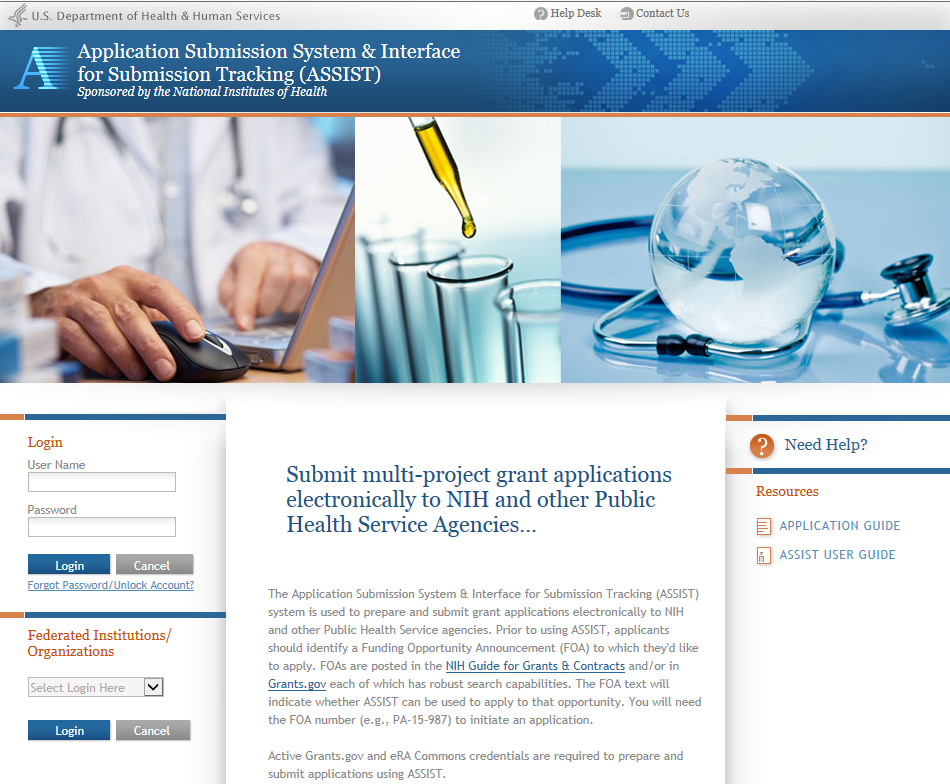 U.S. Department of Health & Human Services
Help Desk
Contact Us
A
Application Submission System & Interface
for Submission Tracking (ASSIST)
Sponsored by the National Institutes of Health
Login
User Name
Password
Login Cancel
Forgot Password/Unlock Account?
Federated Institutions/
Organizations
Select Login Here
Login Cancel
Submit multi-project grant applications
electronically to NIH and other Public
Health Service Agencies...
The Application Submission System & Interface for Submission Tracking (ASSIST)
system is used to prepare and submit grant applications electronically to NIH
and other Public Health Service agencies. Prior to using ASSIST, applicants
should identify a Funding Opportunity Announcement (FOA) to which they'd like
to apply. FOAs are posted in the NIH Guide for Grants & Contracts and/or in
Grants.gov each of which has robust search capabilities. The FOA text will
indicate whether ASSIST can be used to apply to that opportunity. You will need
the FOA number (e.g., PA-15-987) to initiate an application.
Active Grants.gov and eRA Commons credentials are required to prepare and
submit applications using ASSIST.
? Need Help?
Resources
APPLICATION GUIDE
ASSIST USER GUIDE